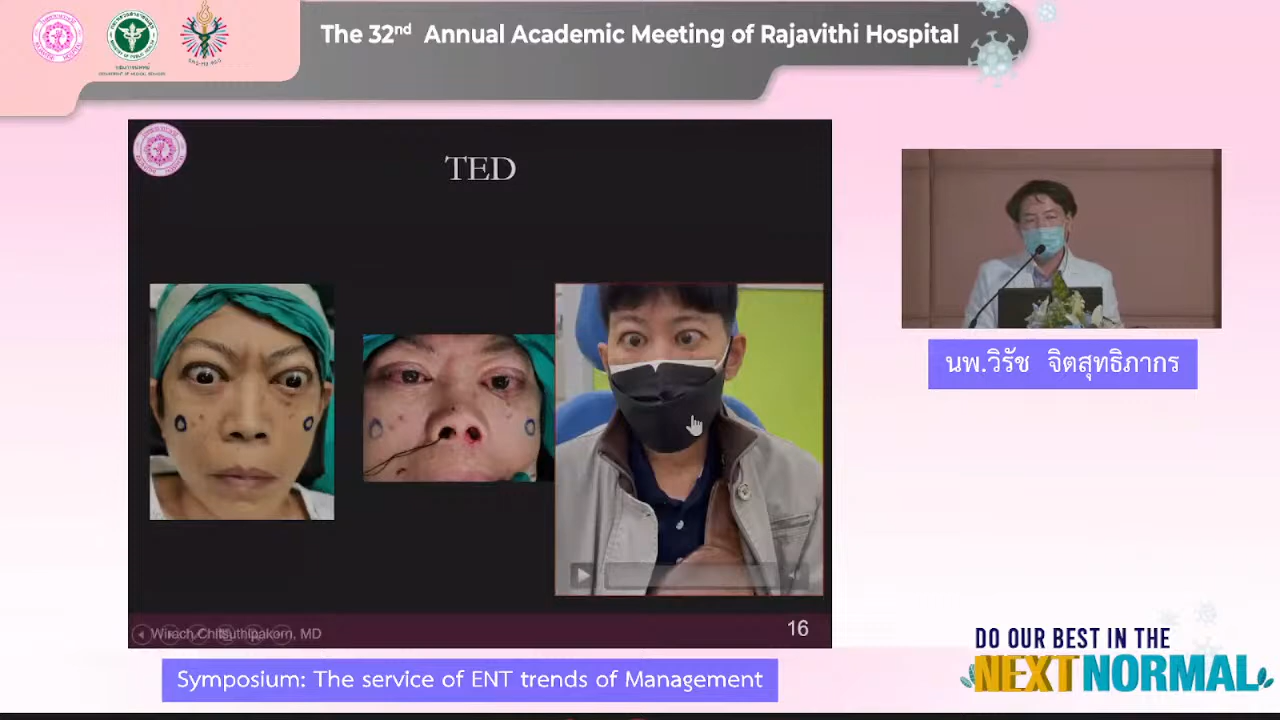 The 32nd Annual Academic Meeting of Rajavithi Hospital
TED
Wirach Chitsuthipakorn, MD
16
นพ.วิรัช จิตสุทธิภากร
Symposium: The service of ENT trends of Management
DO OUR BEST IN THE
NEXT NORMAL